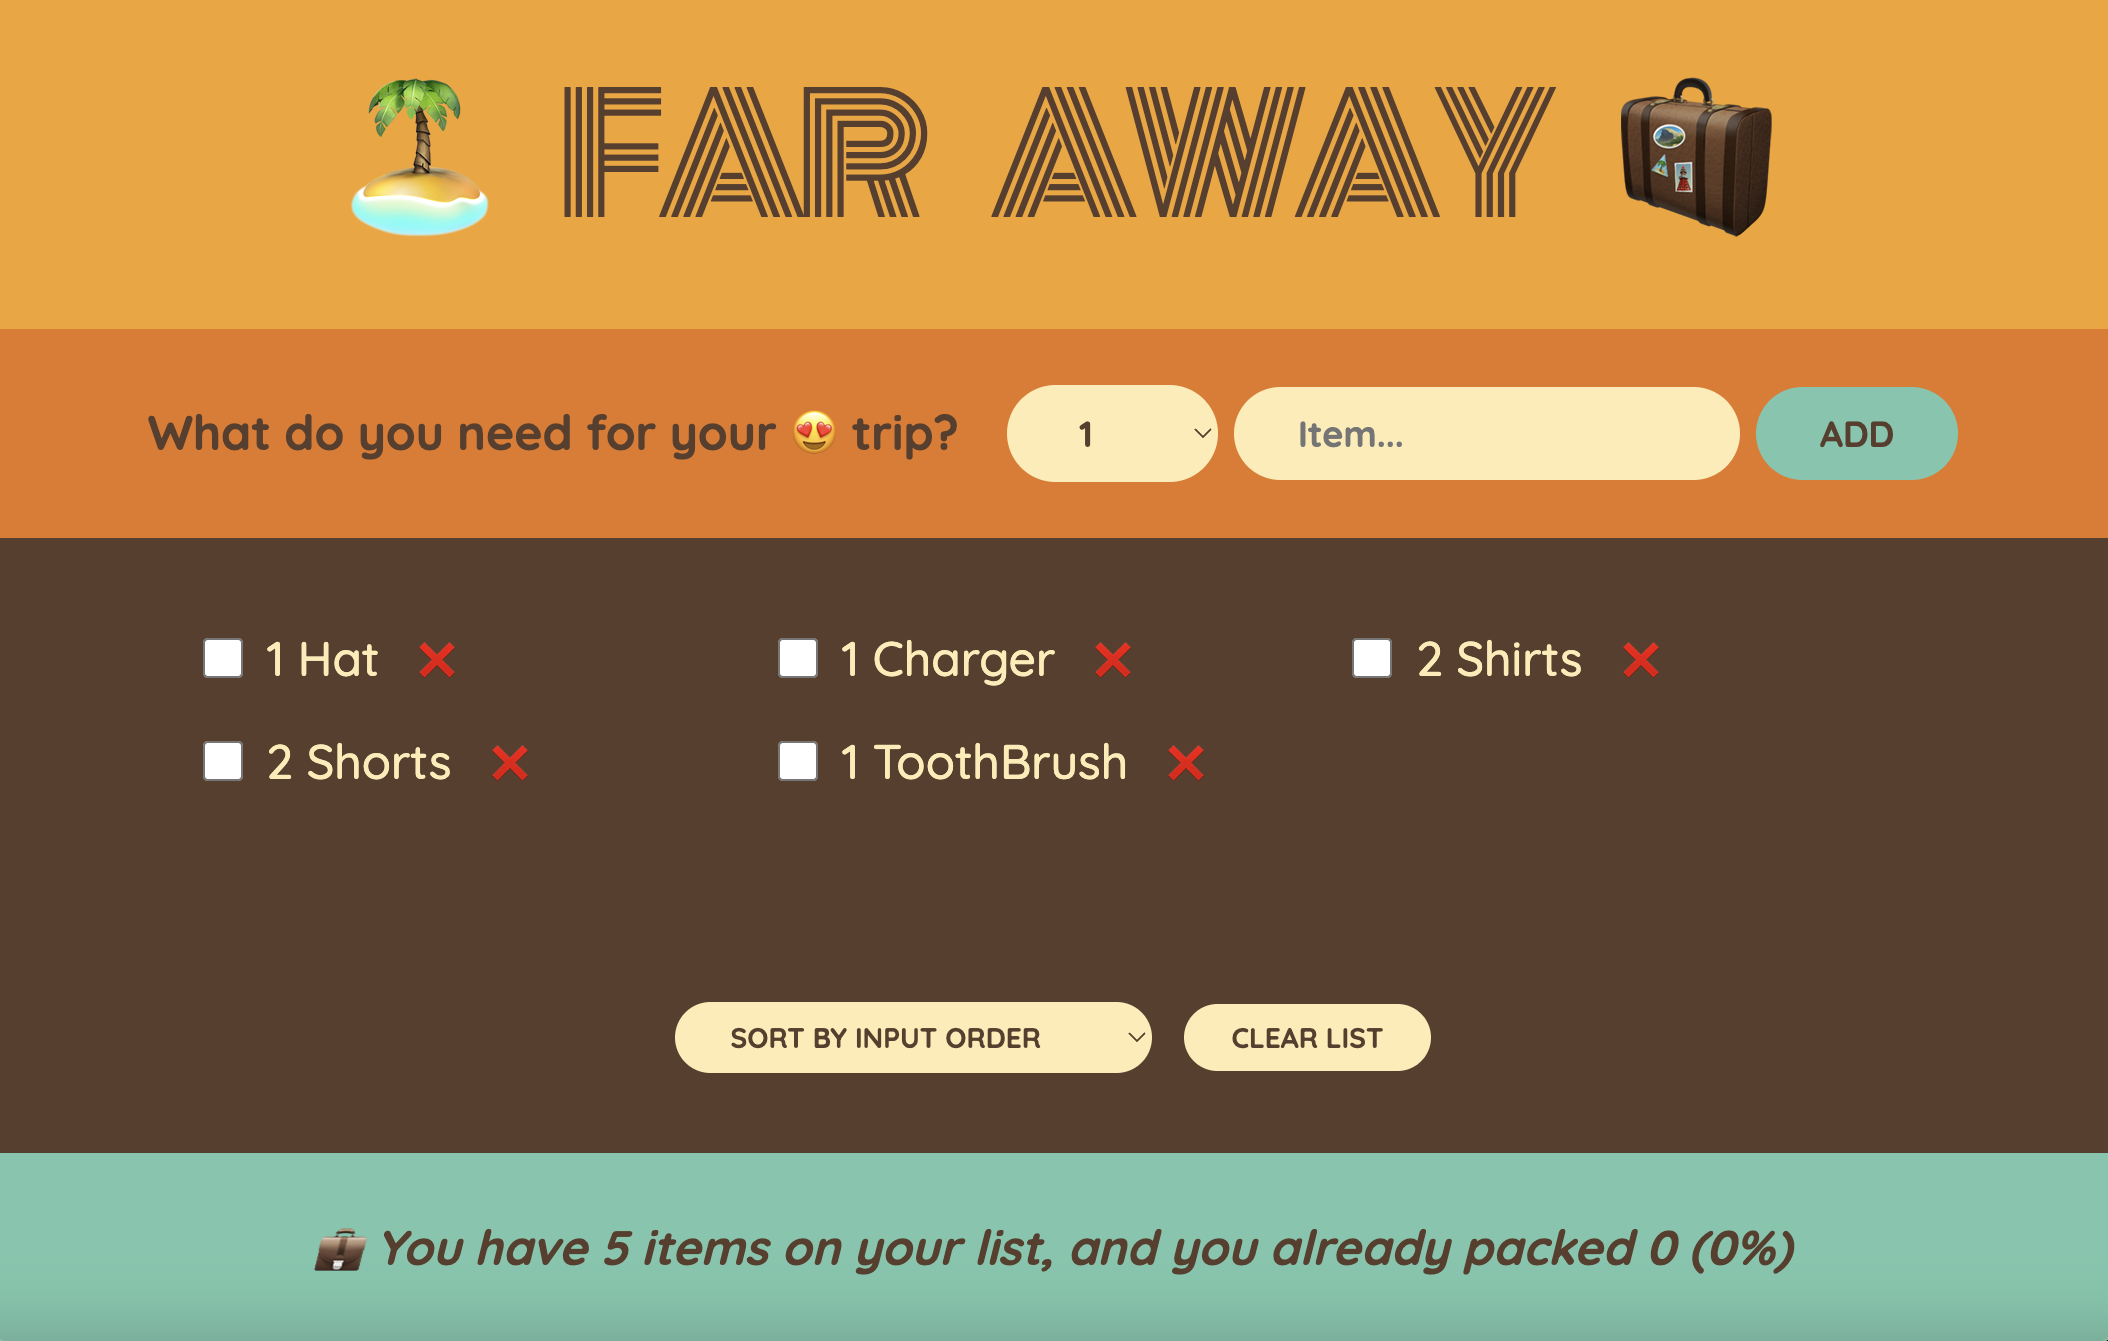 FAR AWAY
What do you need for your 😍 trip? 1 Item... ADD
1 Hat ❌ 1 Charger ❌ 2 Shirts ❌
2 Shorts ❌ 1 ToothBrush ❌
SORT BY INPUT ORDER CLEAR LIST
💼 You have 5 items on your list, and you already packed 0 (0%)